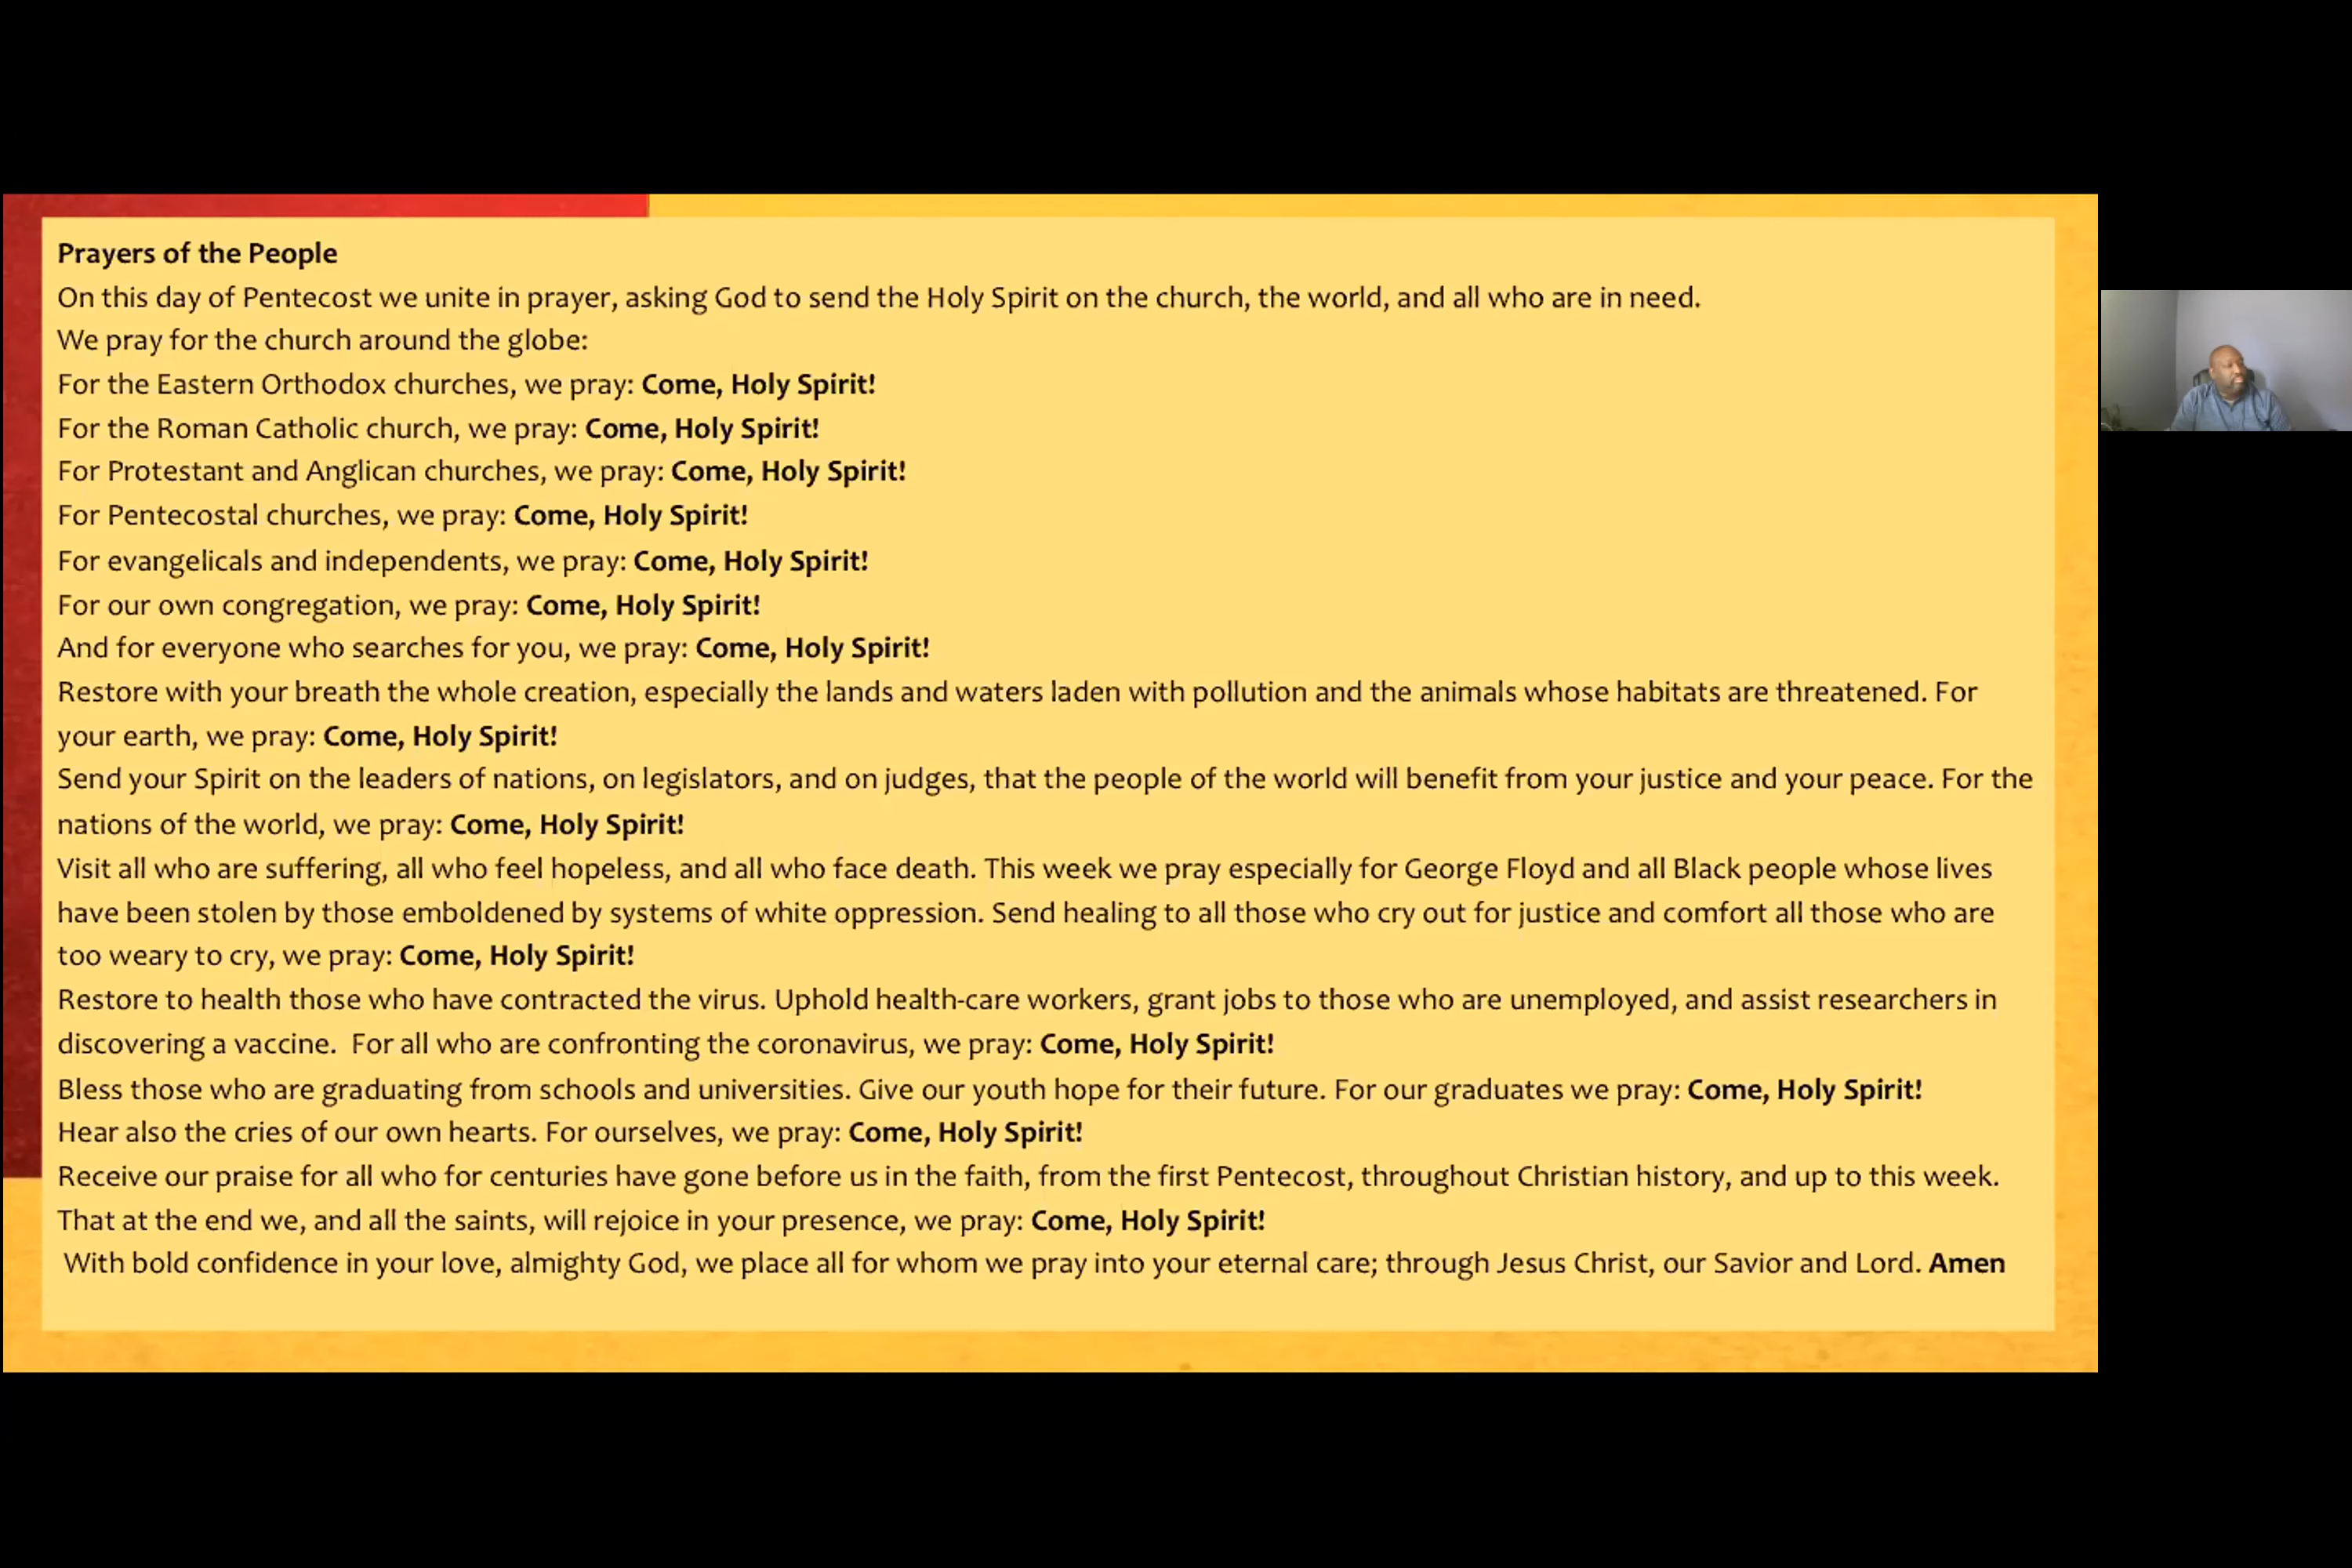 Prayers of the People
On this day of Pentecost we unite in prayer, asking God to send the Holy Spirit on the church, the world, and all who are in need.
We pray for the church around the globe:
For the Eastern Orthodox churches, we pray: Come, Holy Spirit!
For the Roman Catholic church, we pray: Come, Holy Spirit!
For Protestant and Anglican churches, we pray: Come, Holy Spirit!
For Pentecostal churches, we pray: Come, Holy Spirit!
For evangelicals and independents, we pray: Come, Holy Spirit!
For our own congregation, we pray: Come, Holy Spirit!
And for everyone who searches for you, we pray: Come, Holy Spirit!
Restore with your breath the whole creation, especially the lands and waters laden with pollution and the animals whose habitats are threatened. For
your earth, we pray: Come, Holy Spirit!
Send your Spirit on the leaders of nations, on legislators, and on judges, that the people of the world will benefit from your justice and your peace. For the
nations of the world, we pray: Come, Holy Spirit!
Visit all who are suffering, all who feel hopeless, and all who face death. This week we pray especially for George Floyd and all Black people whose lives
have been stolen by those emboldened by systems of white oppression. Send healing to all those who cry out for justice and comfort all those who are
too weary to cry, we pray: Come, Holy Spirit!
Restore to health those who have contracted the virus. Uphold health-care workers, grant jobs to those who are unemployed, and assist researchers in
discovering a vaccine.  For all who are confronting the coronavirus, we pray: Come, Holy Spirit!
Bless those who are graduating from schools and universities. Give our youth hope for their future. For our graduates we pray: Come, Holy Spirit!
Hear also the cries of our own hearts. For ourselves, we pray: Come, Holy Spirit!
Receive our praise for all who for centuries have gone before us in the faith, from the first Pentecost, throughout Christian history, and up to this week.
That at the end we, and all the saints, will rejoice in your presence, we pray: Come, Holy Spirit!
With bold confidence in your love, almighty God, we place all for whom we pray into your eternal care; through Jesus Christ, our Savior and Lord. Amen